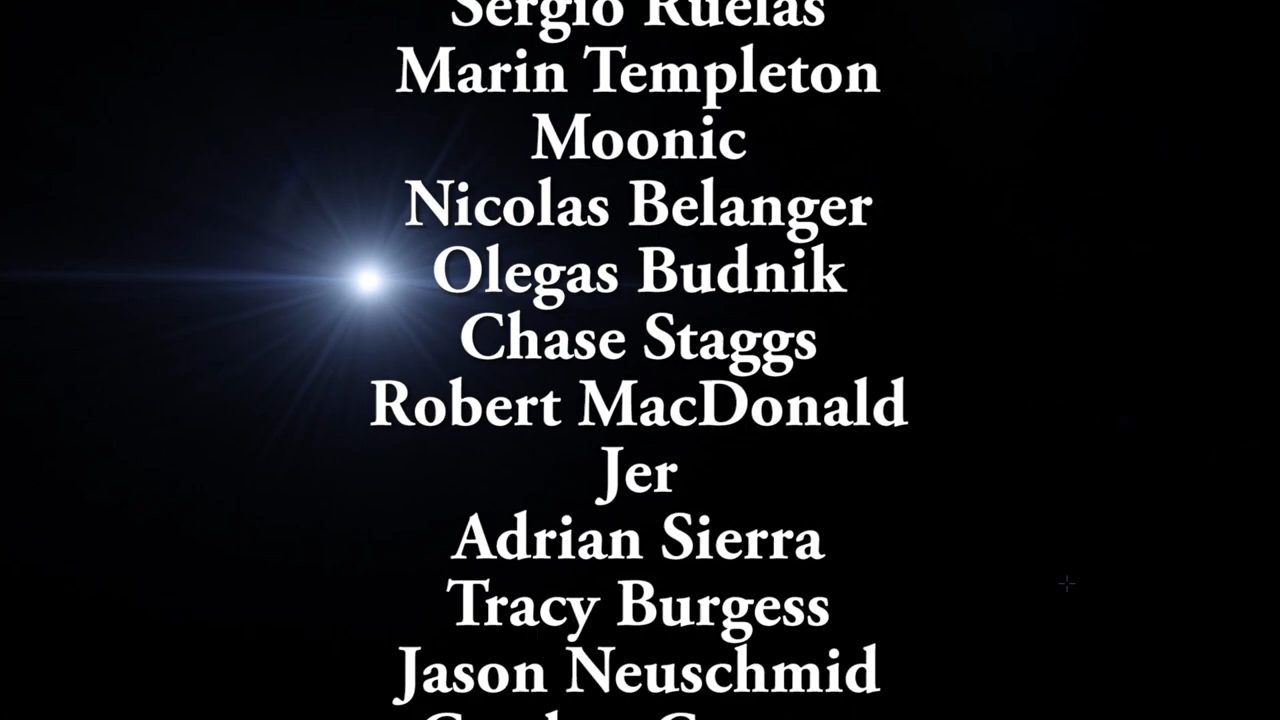 Sergio Ruelas
Marin Templeton
Moonic
Nicolas Belanger
Olegas Budnik
Chase Staggs
Robert MacDonald
Jer
Adrian Sierra
Tracy Burgess
Jason Neuschmid